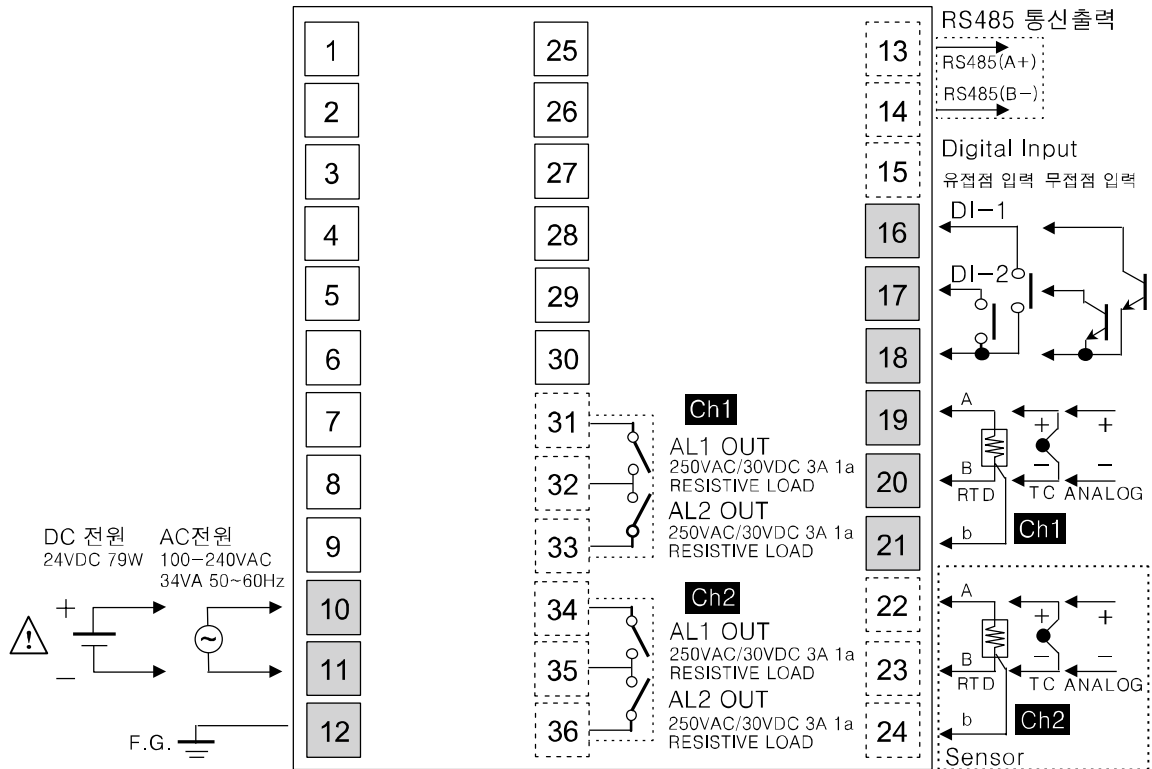 RS485 통신출력
1 25 13
RS485(A+)
RS485(B−)
2 26 14
Digital Input
유접점 입력 무접점 입력
3 27 15
DI−1
4 28 16
DI−2
5 29 17
6 30 18
7 31 19
Ch1
AL1 OUT
250VAC/30VDC 3A 1a
RESISTIVE LOAD
A + +
8 32 20
AL2 OUT
250VAC/30VDC 3A 1a
RESISTIVE LOAD
B − −
RTD TC ANALOG
9 33 21
b Ch1
DC 전원 AC전원
24VDC 79W 100−240VAC
34VA 50~60Hz
10 34 22
Ch2
AL1 OUT
250VAC/30VDC 3A 1a
RESISTIVE LOAD
A + +
+
!
~
−
11 35 23
AL2 OUT
250VAC/30VDC 3A 1a
RESISTIVE LOAD
B − −
RTD TC ANALOG
F.G.
12 36 24
b Ch2
Sensor